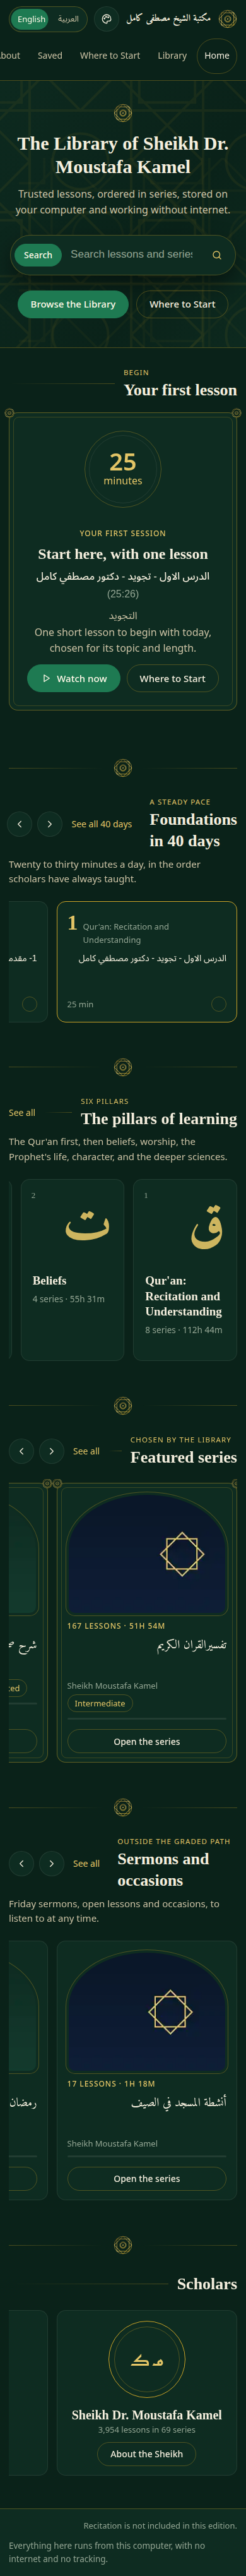 English
العربية
مكتبة الشيخ مصطفى كامل
bout
Saved
Where to Start
Library
Home
The Library of Sheikh Dr.
Moustafa Kamel
Trusted lessons, ordered in series, stored on
your computer and working without internet.
Search
Search lessons and series
Browse the Library
Where to Start
BEGIN
Your first lesson
25
minutes
YOUR FIRST SESSION
Start here, with one lesson
الدرس الاول - تجويد - دكتور مصطفي كامل
(25:26)
التجويد
One short lesson to begin with today,
chosen for its topic and length.
Watch now
Where to Start
A STEADY PACE
Foundations
in 40 days
See all 40 days
Twenty to thirty minutes a day, in the order
scholars have always taught.
1
Qur'an: Recitation and
Understanding
الدرس الاول - تجويد - دكتور مصطفي كامل
25 min
1- مقدمة
SIX PILLARS
The pillars of learning
See all
The Qur'an first, then beliefs, worship, the
Prophet's life, character, and the deeper sciences.
1
ق
Qur'an:
Recitation and
Understanding
8 series · 112h 44m
2
ت
Beliefs
4 series · 55h 31m
CHOSEN BY THE LIBRARY
Featured series
See all
167 LESSONS · 51H 54M
تفسيرالقران الكريم
Sheikh Moustafa Kamel
Intermediate
Open the series
شرح
ced
OUTSIDE THE GRADED PATH
Sermons and
occasions
See all
Friday sermons, open lessons and occasions, to
listen to at any time.
17 LESSONS · 1H 18M
أنشطة المسجد في الصيف
Sheikh Moustafa Kamel
Open the series
رمضان
Scholars
م ك
Sheikh Dr. Moustafa Kamel
3,954 lessons in 69 series
About the Sheikh
Recitation is not included in this edition.
Everything here runs from this computer, with no
internet and no tracking.